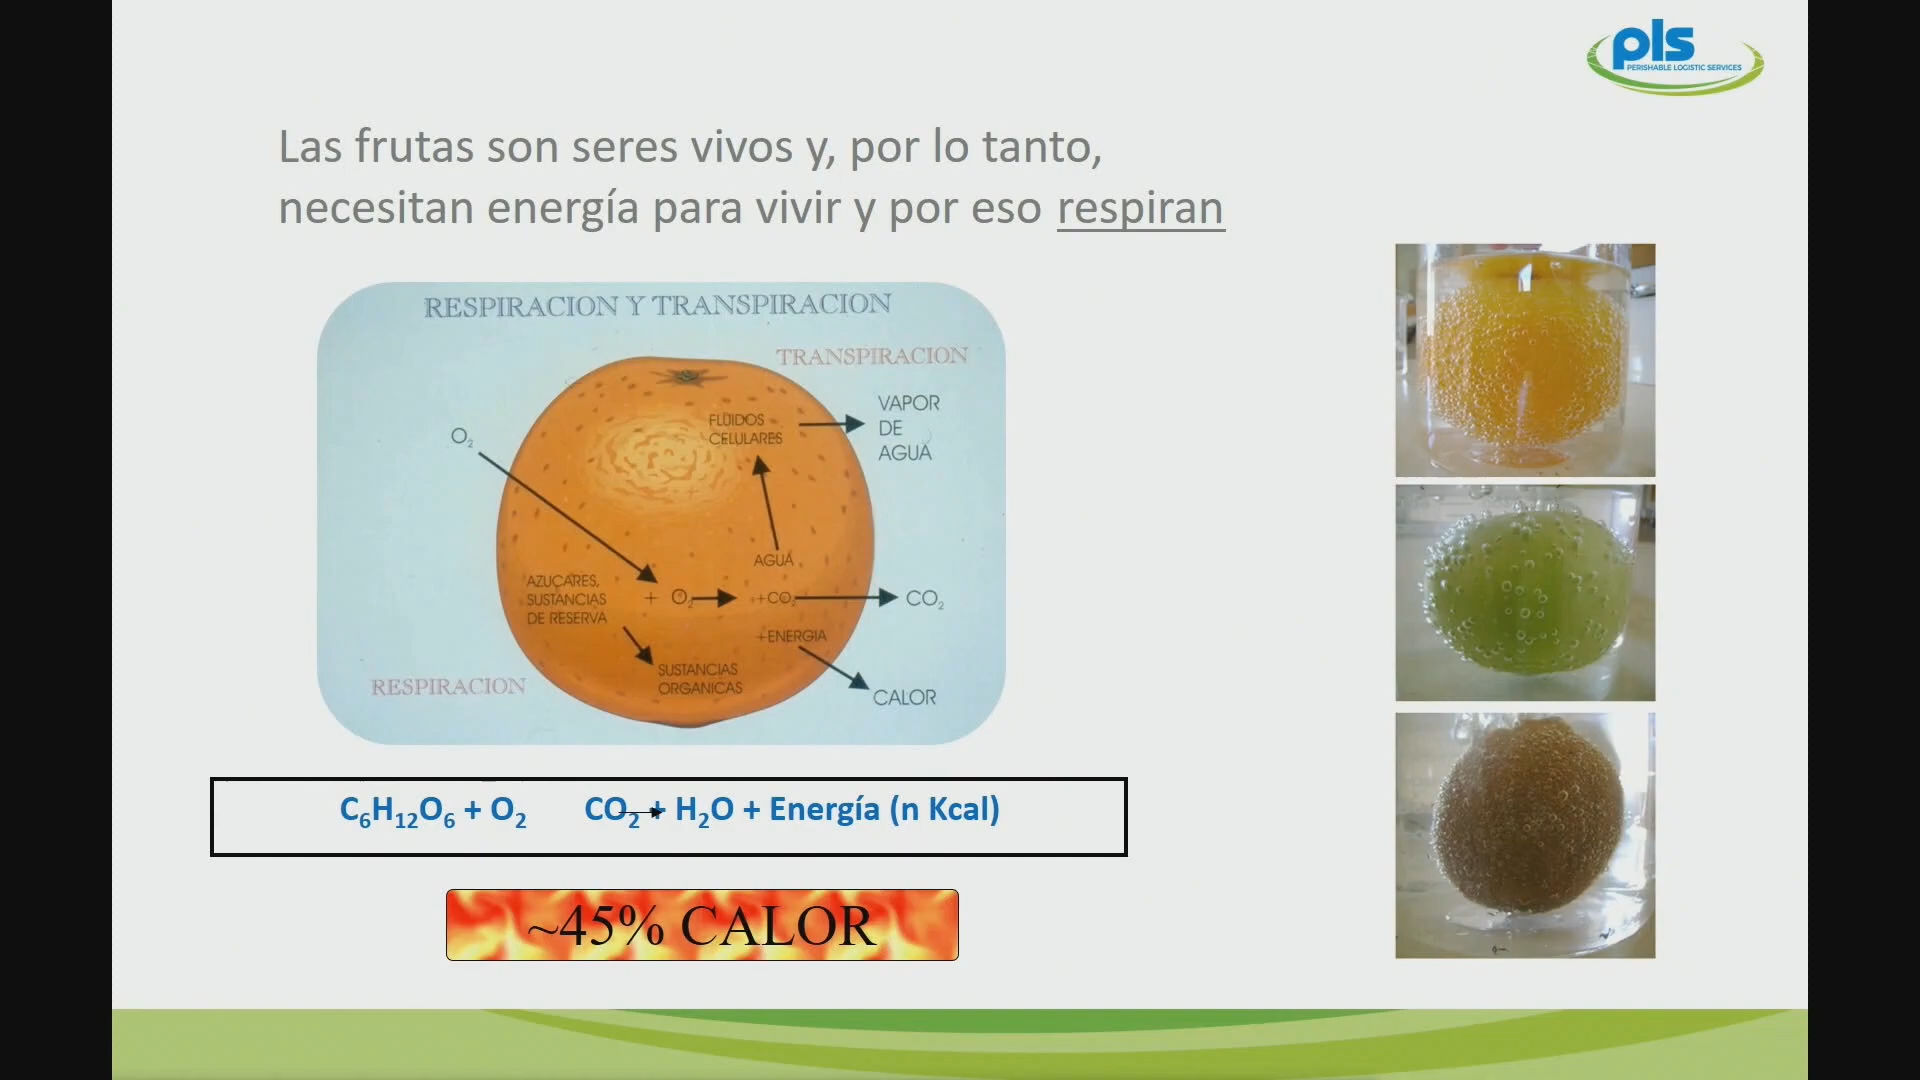 pls
PERISHABLE LOGISTIC SERVICES
Las frutas son seres vivos y, por lo tanto,
necesitan energía para vivir y por eso respiran
RESPIRACION Y TRANSPIRACION
TRANSPIRACION
VAPOR
DE
AGUA
FLUIDOS
CELULARES
O₂
AGUA
AZUCARES,
SUSTANCIAS
DE RESERVA
+ O₂
++CO₂
CO₂
+ENERGIA
SUSTANCIAS
ORGANICAS
RESPIRACION
CALOR
C₆H₁₂O₆ + O₂ CO₂ + H₂O + Energía (n Kcal)
~45% CALOR